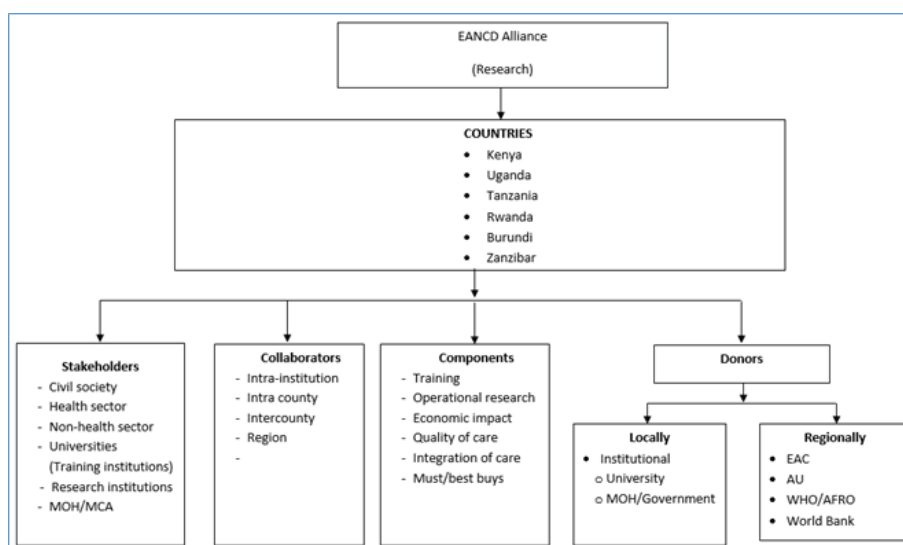 EANCD Alliance
(Research)
COUNTRIES
• Kenya
• Uganda
• Tanzania
• Rwanda
• Burundi
• Zanzibar
Stakeholders
- Civil society
- Health sector
- Non-health sector
- Universities
(Training institutions)
- Research institutions
- MOH/MCA
Collaborators
- Intra-institution
- Intra county
- Intercounty
- Region
-
Components
- Training
- Operational research
- Economic impact
- Quality of care
- Integration of care
- Must/best buys
Donors
Locally
• Institutional
o University
o MOH/Government
Regionally
• EAC
• AU
• WHO/AFRO
• World Bank